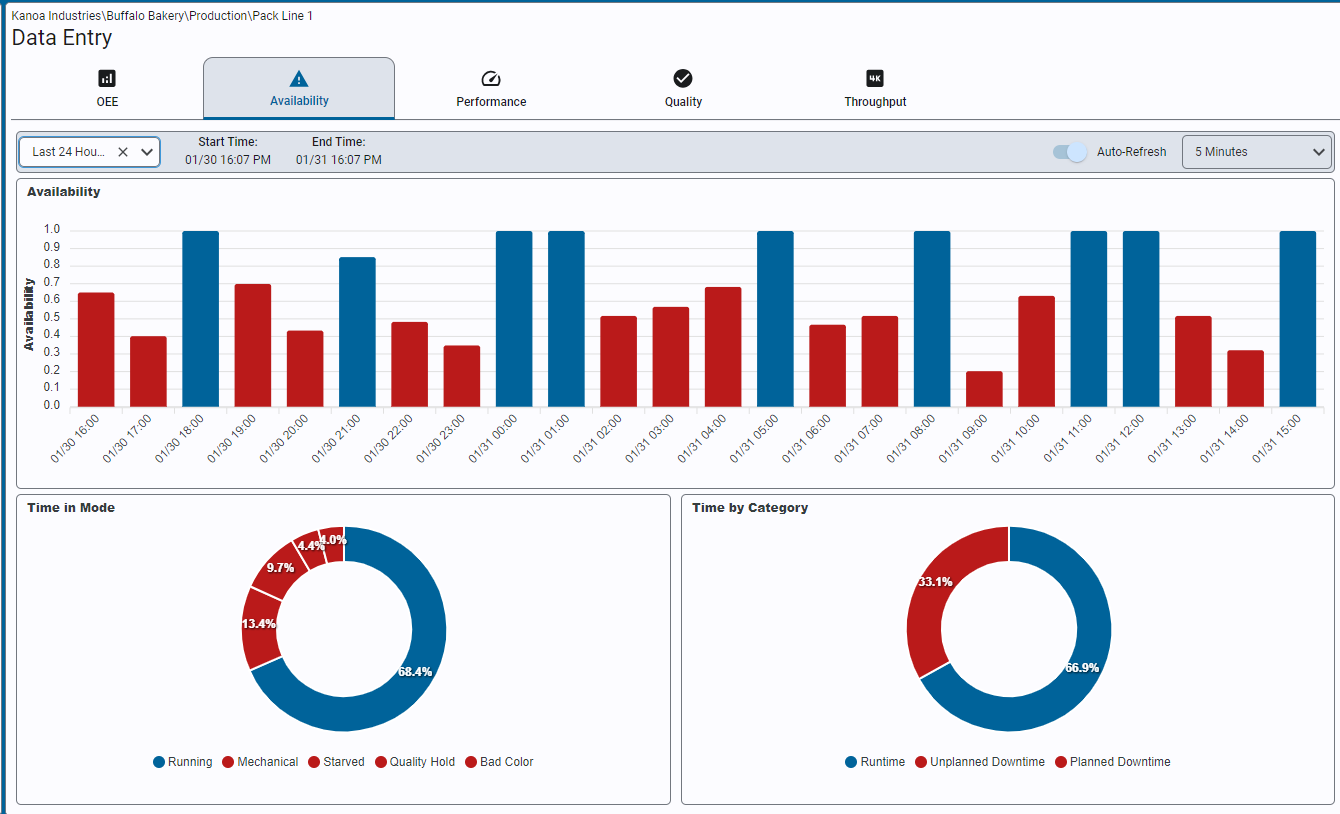 Kanoa Industries\Buffalo Bakery\Production\Pack Line 1
Data Entry
OEE
Availability
Performance
Quality
4K
Throughput
Last 24 Hou...
Start Time:
01/30 16:07 PM
End Time:
01/31 16:07 PM
Auto-Refresh
5 Minutes
Availability
Availability
1.0
0.9
0.8
0.7
0.6
0.5
0.4
0.3
0.2
0.1
0.0
01/30 16:00
01/30 17:00
01/30 18:00
01/30 19:00
01/30 20:00
01/30 21:00
01/30 22:00
01/30 23:00
01/31 00:00
01/31 01:00
01/31 02:00
01/31 03:00
01/31 04:00
01/31 05:00
01/31 06:00
01/31 07:00
01/31 08:00
01/31 09:00
01/31 10:00
01/31 11:00
01/31 12:00
01/31 13:00
01/31 14:00
01/31 15:00
Time in Mode
4.0%
4.4%
9.7%
13.4%
68.4%
Running
Mechanical
Starved
Quality Hold
Bad Color
Time by Category
33.1%
66.9%
Runtime
Unplanned Downtime
Planned Downtime